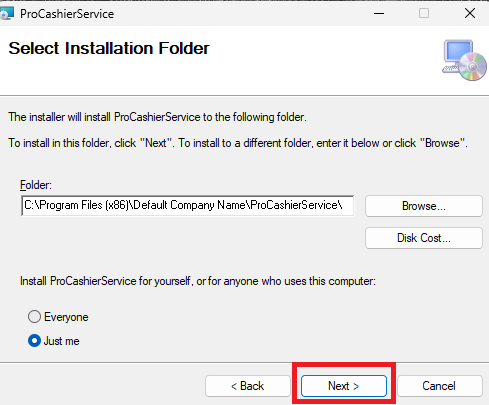 ProCashierService
Select Installation Folder
The installer will install ProCashierService to the following folder.
To install in this folder, click "Next". To install to a different folder, enter it below or click "Browse".
Folder:
C:\Program Files (x86)\Default Company Name\ProCashierService\
Browse...
Disk Cost...
Install ProCashierService for yourself, or for anyone who uses this computer:
Everyone
Just me
< Back
Next >
Cancel